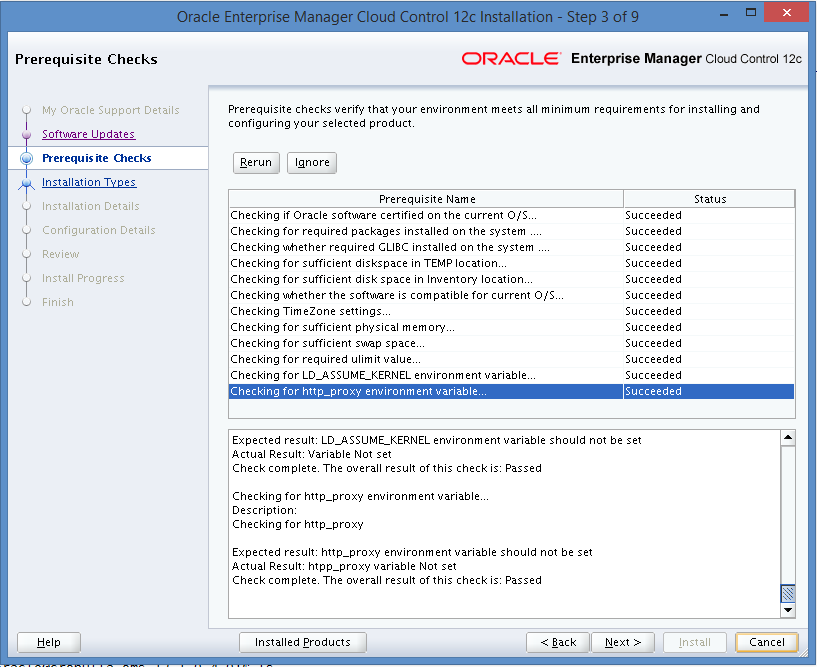 Oracle Enterprise Manager Cloud Control 12c Installation - Step 3 of 9
Prerequisite Checks
ORACLE Enterprise Manager Cloud Control 12c
My Oracle Support Details
Software Updates
Prerequisite Checks
Installation Types
Installation Details
Configuration Details
Review
Install Progress
Finish
Prerequisite checks verify that your environment meets all minimum requirements for installing and
configuring your selected product.
Rerun Ignore
Prerequisite Name Status
Checking if Oracle software certified on the current O/S... Succeeded
Checking for required packages installed on the system .... Succeeded
Checking whether required GLIBC installed on the system .... Succeeded
Checking for sufficient diskspace in TEMP location... Succeeded
Checking for sufficient disk space in Inventory location... Succeeded
Checking whether the software is compatible for current O/S... Succeeded
Checking TimeZone settings... Succeeded
Checking for sufficient physical memory... Succeeded
Checking for sufficient swap space... Succeeded
Checking for required ulimit value... Succeeded
Checking for LD_ASSUME_KERNEL environment variable... Succeeded
Checking for http_proxy environment variable... Succeeded
Expected result: LD_ASSUME_KERNEL environment variable should not be set
Actual Result: Variable Not set
Check complete. The overall result of this check is: Passed
Checking for http_proxy environment variable...
Description:
Checking for http_proxy
Expected result: http_proxy environment variable should not be set
Actual Result: htpp_proxy variable Not set
Check complete. The overall result of this check is: Passed
Help Installed Products < Back Next > Install Cancel